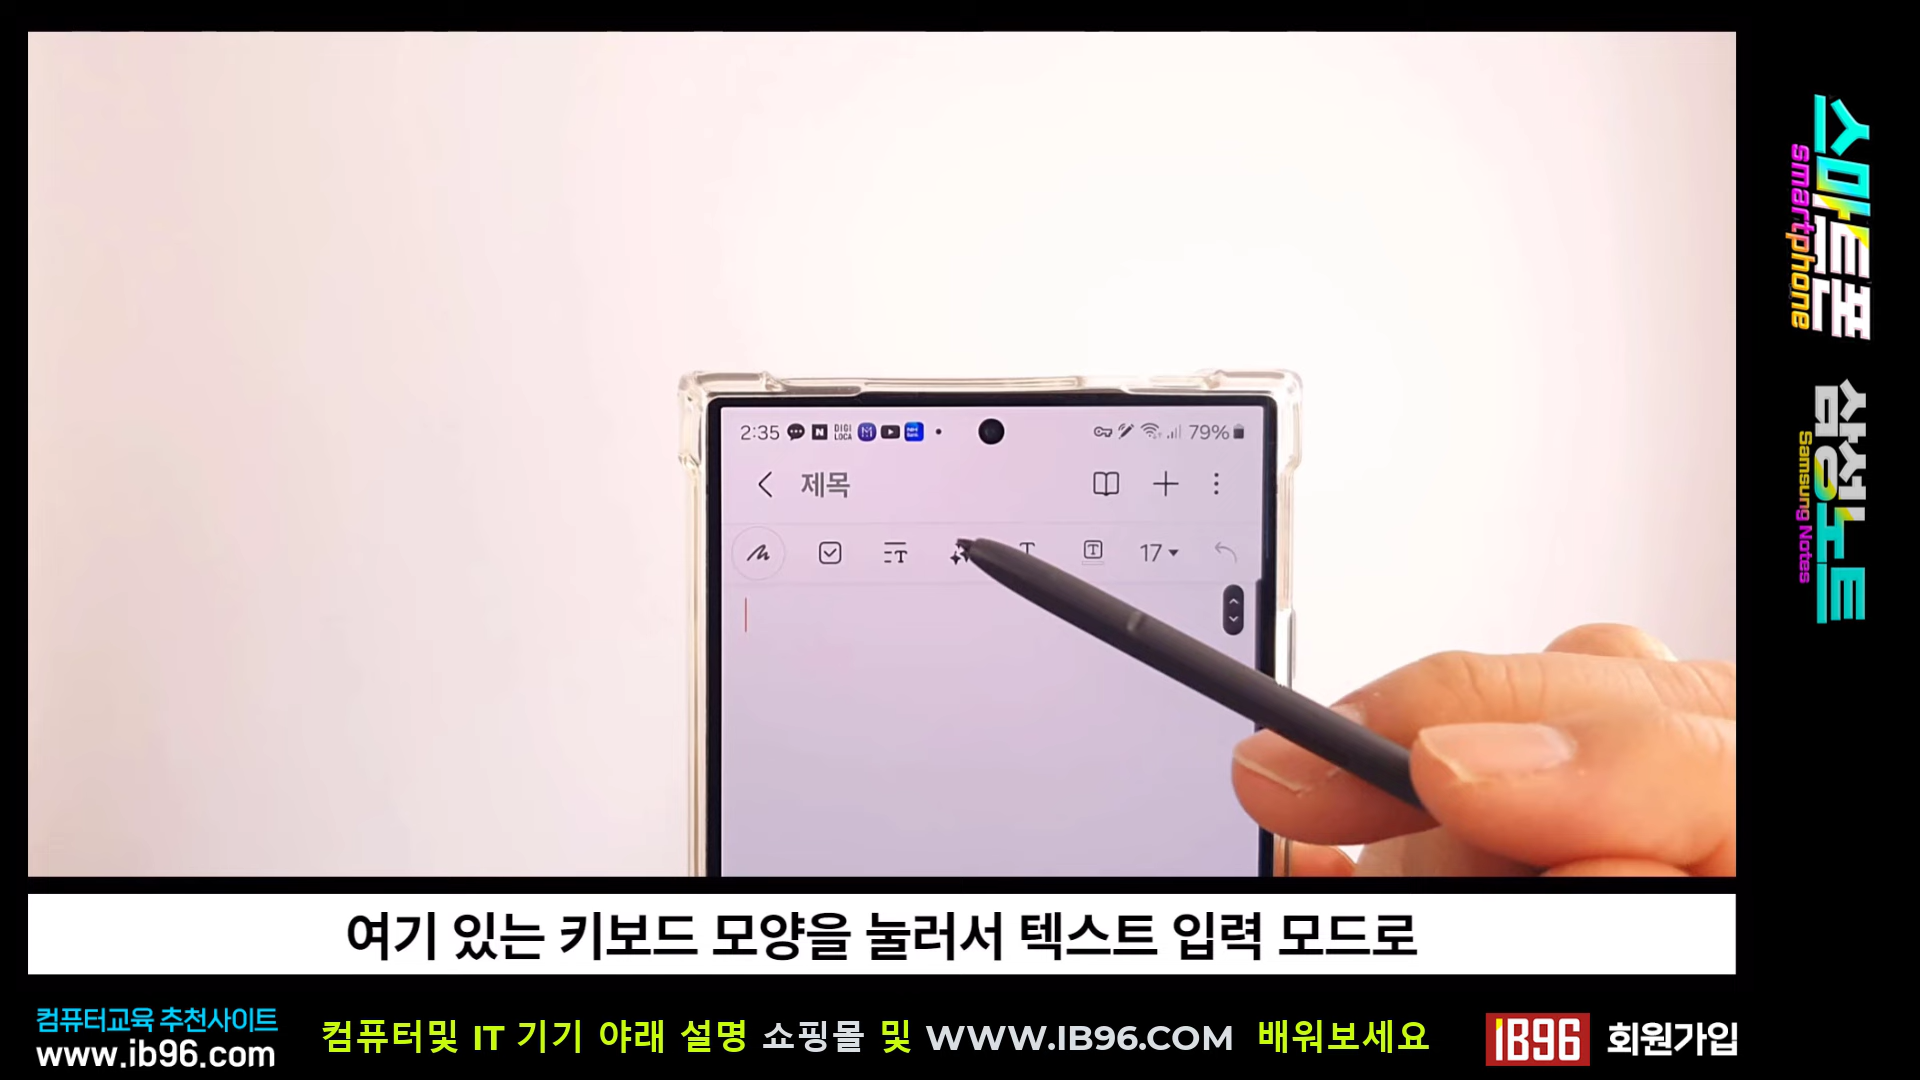 스마트폰
smartphone
삼성노트
Samsung Notes
2:35
N
DIGI
LOCA
M
79%
제목
T
T
T
17
여기 있는 키보드 모양을 눌러서 텍스트 입력 모드로
컴퓨터교육 추천사이트
www.ib96.com
컴퓨터및 IT 기기 아래 설명 쇼핑몰 및 WWW.IB96.COM 배워보세요
IB96 회원가입